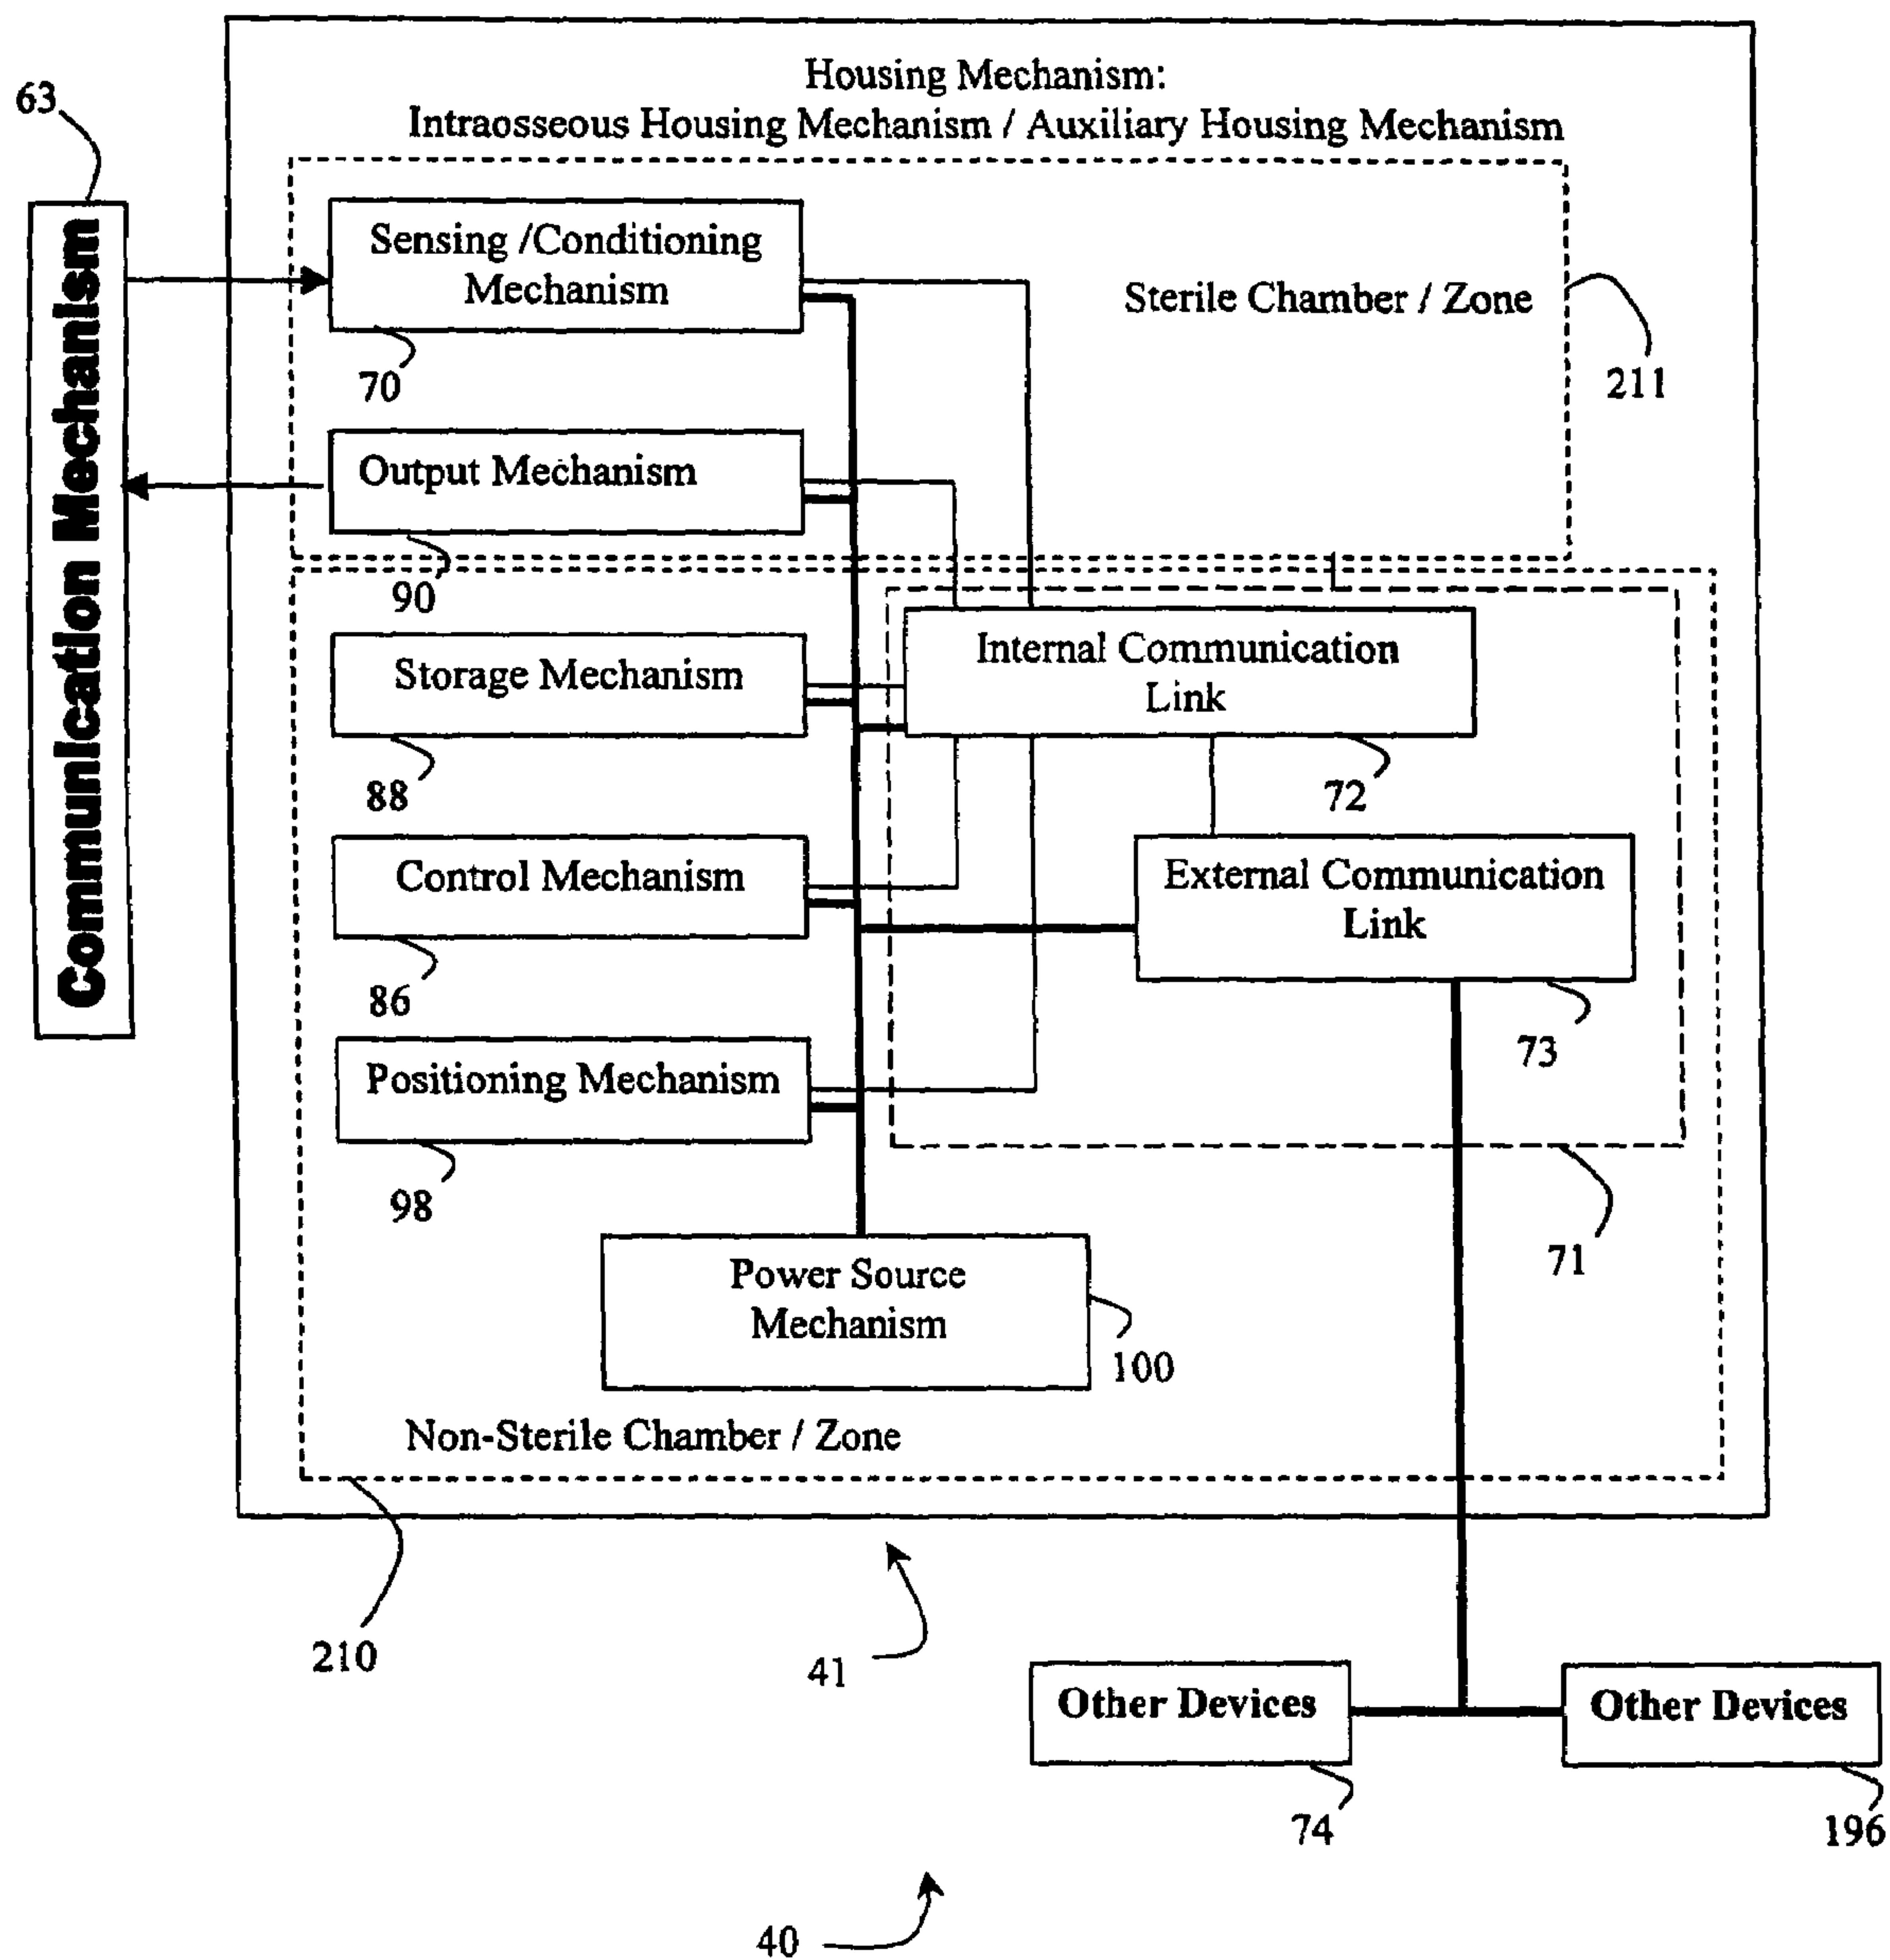 Housing Mechanism:
Intraosseous Housing Mechanism / Auxiliary Housing Mechanism
63
Communication Mechanism
Sensing /Conditioning
Mechanism
70
Sterile Chamber / Zone
211
Output Mechanism
90
Storage Mechanism
88
Internal Communication
Link
72
Control Mechanism
86
External Communication
Link
73
Positioning Mechanism
98
71
Power Source
Mechanism
100
Non-Sterile Chamber / Zone
210
41
Other Devices
74
Other Devices
196
40